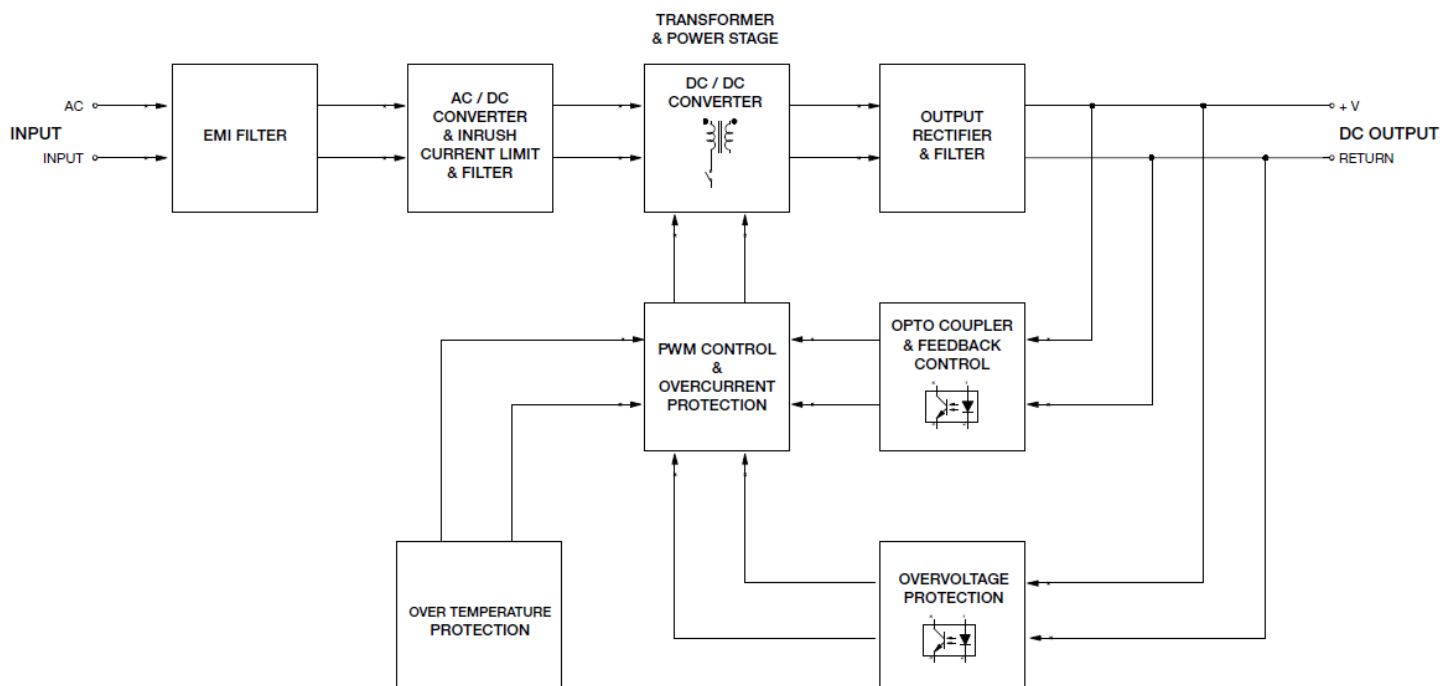 TRANSFORMER
& POWER STAGE
AC
INPUT
INPUT
EMI FILTER
AC / DC
CONVERTER
& INRUSH
CURRENT LIMIT
& FILTER
DC / DC
CONVERTER
OUTPUT
RECTIFIER
& FILTER
+ V
DC OUTPUT
RETURN
PWM CONTROL
&
OVERCURRENT
PROTECTION
OPTO COUPLER
& FEEDBACK
CONTROL
OVER TEMPERATURE
PROTECTION
OVERVOLTAGE
PROTECTION